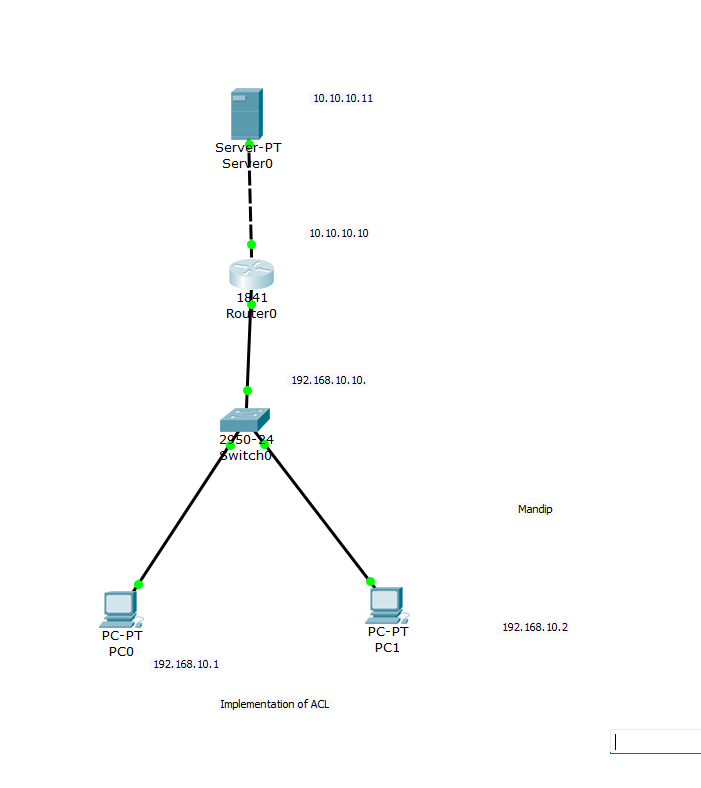 10.10.10.11
Server-PT
Server0
10.10.10.10
1841
Router0
192.168.10.10.
2950-24
Switch0
Mandip
PC-PT
PC0
PC-PT
PC1
192.168.10.2
192.168.10.1
Implementation of ACL